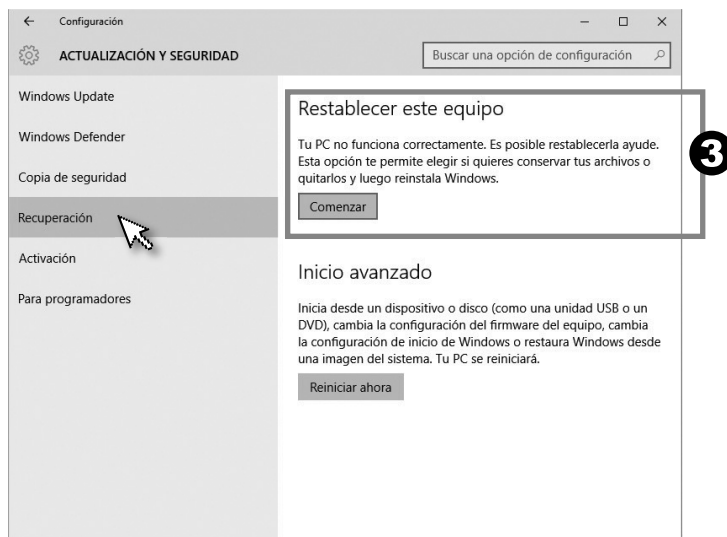 Configuración
ACTUALIZACIÓN Y SEGURIDAD
Buscar una opción de configuración
Windows Update
Windows Defender
Copia de seguridad
Recuperación
Activación
Para programadores
Restablecer este equipo
Tu PC no funciona correctamente. Es posible restablecerla ayude.
Esta opción te permite elegir si quieres conservar tus archivos o
quitarlos y luego reinstala Windows.
Comenzar
3
Inicio avanzado
Inicia desde un dispositivo o disco (como una unidad USB o un
DVD), cambia la configuración del firmware del equipo, cambia
la configuración de inicio de Windows o restaura Windows desde
una imagen del sistema. Tu PC se reiniciará.
Reiniciar ahora